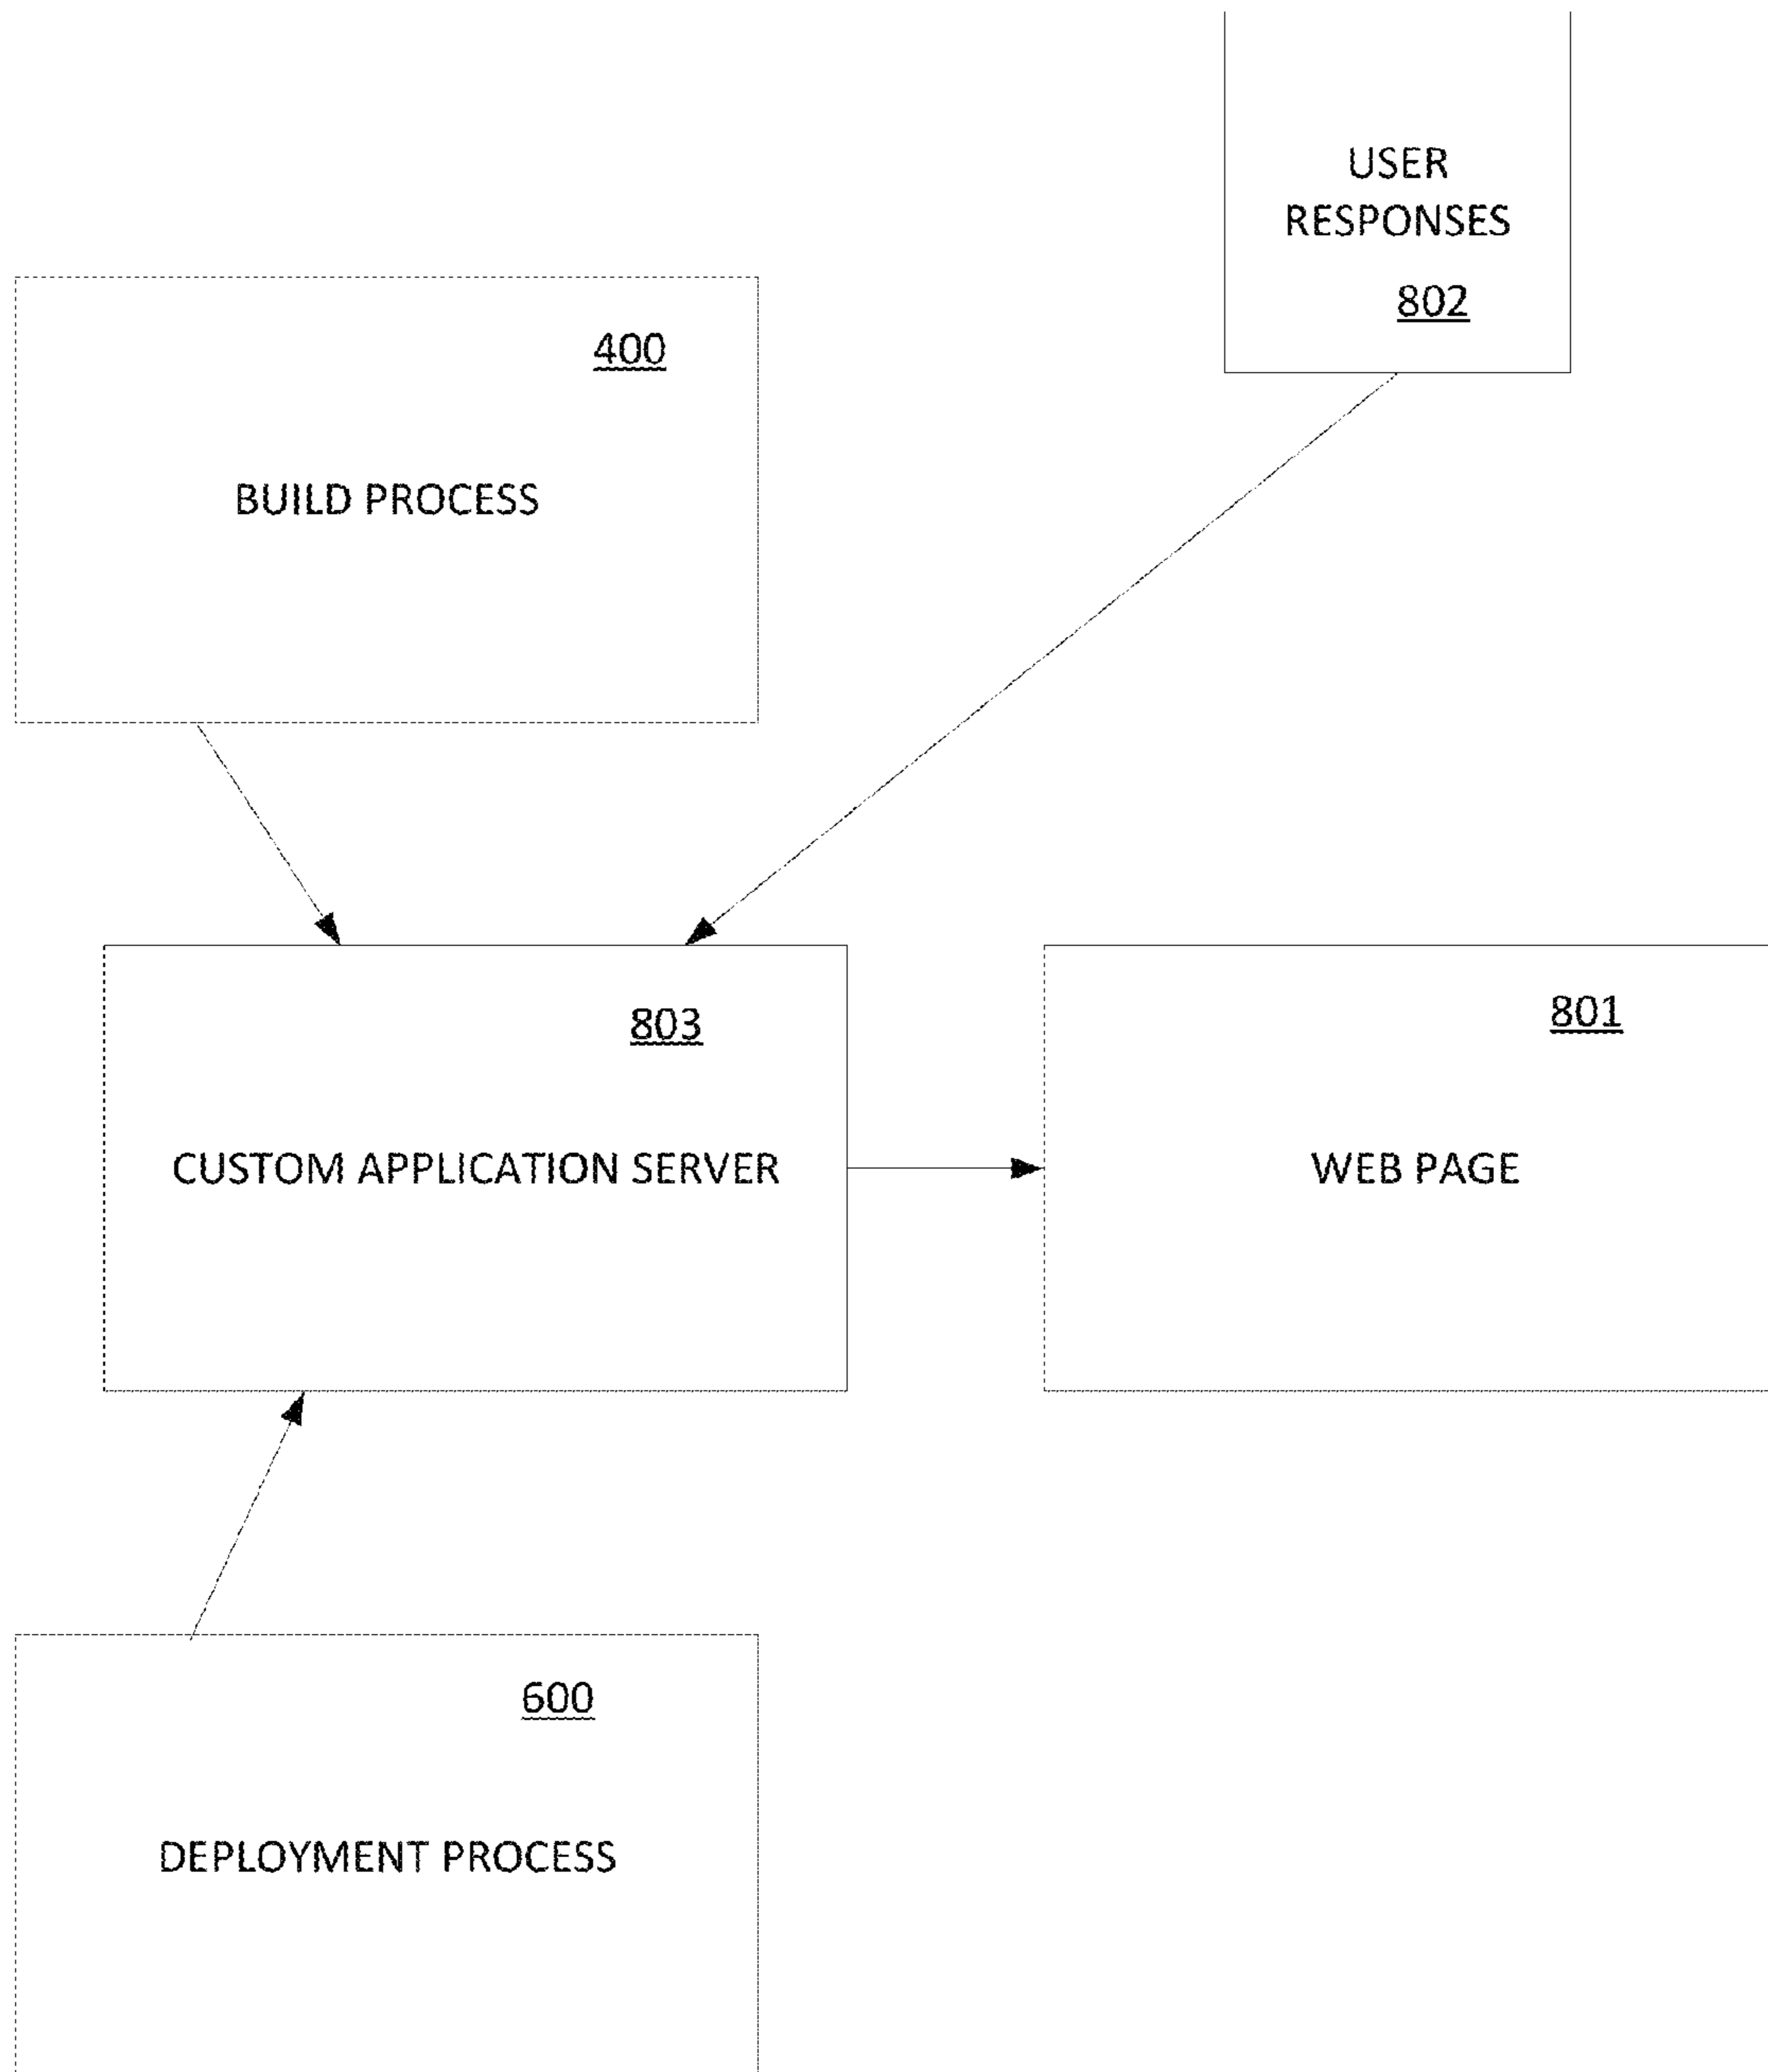 USER
RESPONSES
802
400
BUILD PROCESS
803
CUSTOM APPLICATION SERVER
801
WEB PAGE
600
DEPLOYMENT PROCESS